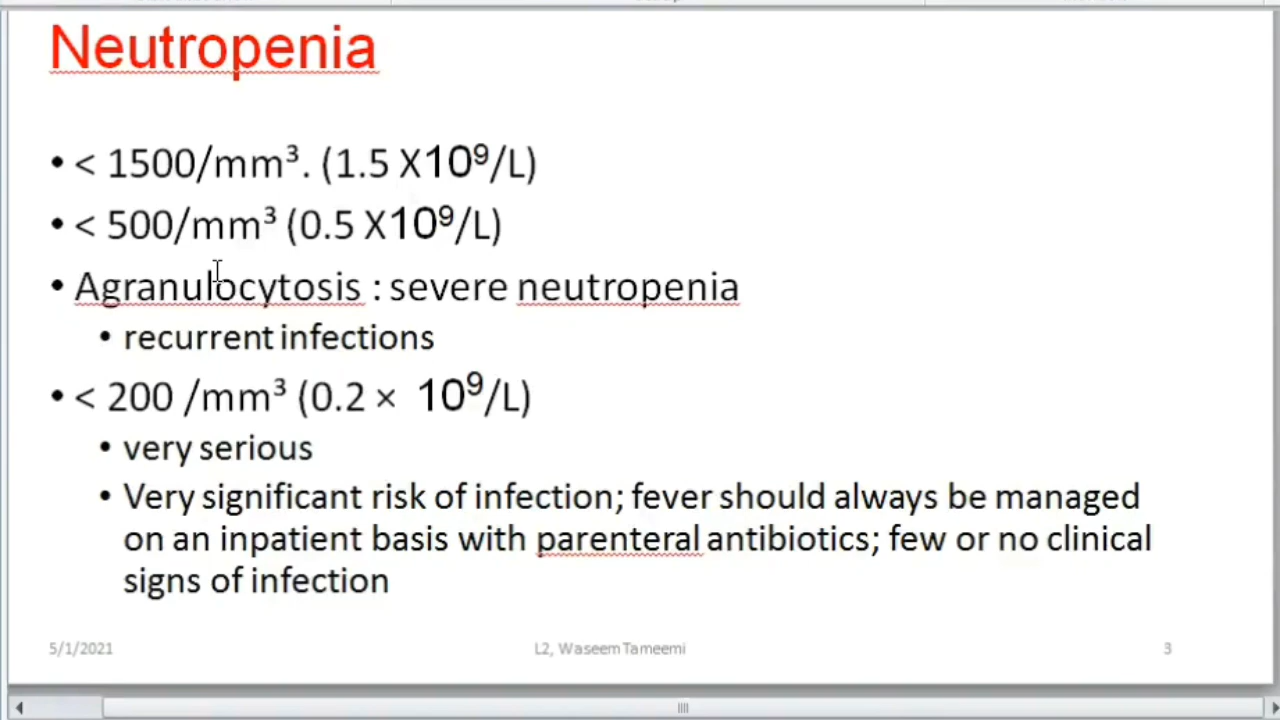 Neutropenia
• < 1500/mm³. (1.5 X10⁹/L)
• < 500/mm³ (0.5 X10⁹/L)
• Agranulocytosis : severe neutropenia
• recurrent infections
• < 200 /mm³ (0.2 × 10⁹/L)
• very serious
• Very significant risk of infection; fever should always be managed
on an inpatient basis with parenteral antibiotics; few or no clinical
signs of infection
5/1/2021
L2, Waseem Tameemi
3